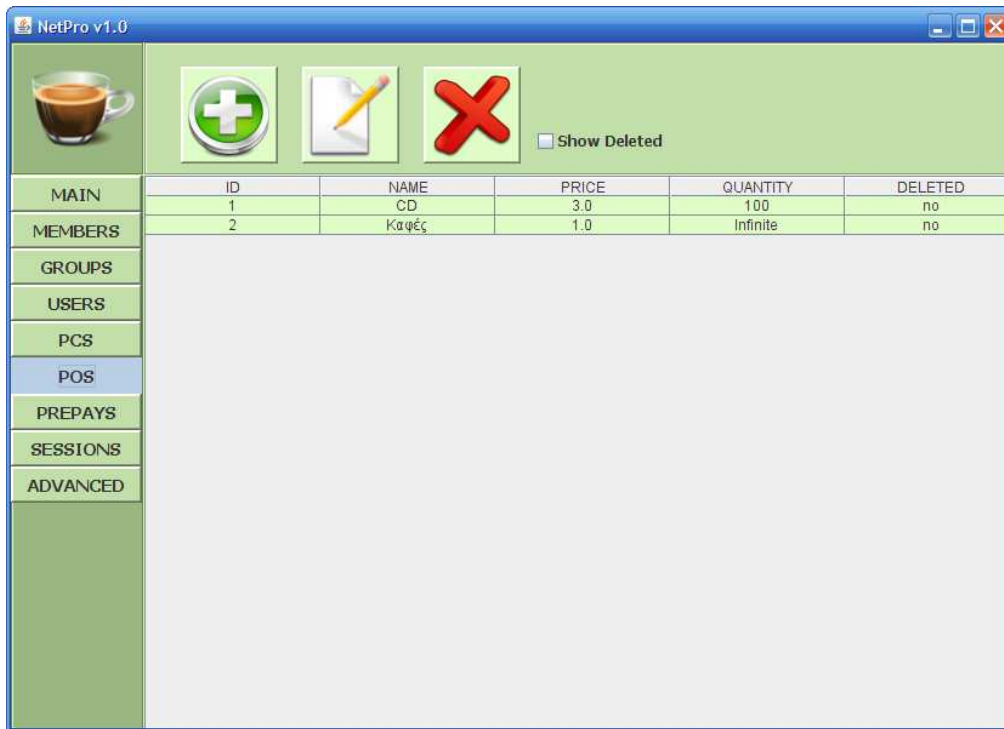 NetPro v1.0
Show Deleted
MAIN
MEMBERS
GROUPS
USERS
PCS
POS
PREPAYS
SESSIONS
ADVANCED
ID NAME PRICE QUANTITY DELETED
1 CD 3.0 100 no
2 Καφές 1.0 Infinite no